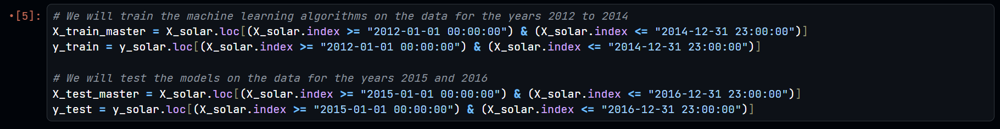 •[5]:
# We will train the machine learning algorithms on the data for the years 2012 to 2014
X_train_master = X_solar.loc[(X_solar.index >= "2012-01-01 00:00:00") & (X_solar.index <= "2014-12-31 23:00:00")]
y_train = y_solar.loc[(X_solar.index >= "2012-01-01 00:00:00") & (X_solar.index <= "2014-12-31 23:00:00")]

# We will test the models on the data for the years 2015 and 2016
X_test_master = X_solar.loc[(X_solar.index >= "2015-01-01 00:00:00") & (X_solar.index <= "2016-12-31 23:00:00")]
y_test = y_solar.loc[(X_solar.index >= "2015-01-01 00:00:00") & (X_solar.index <= "2016-12-31 23:00:00")]